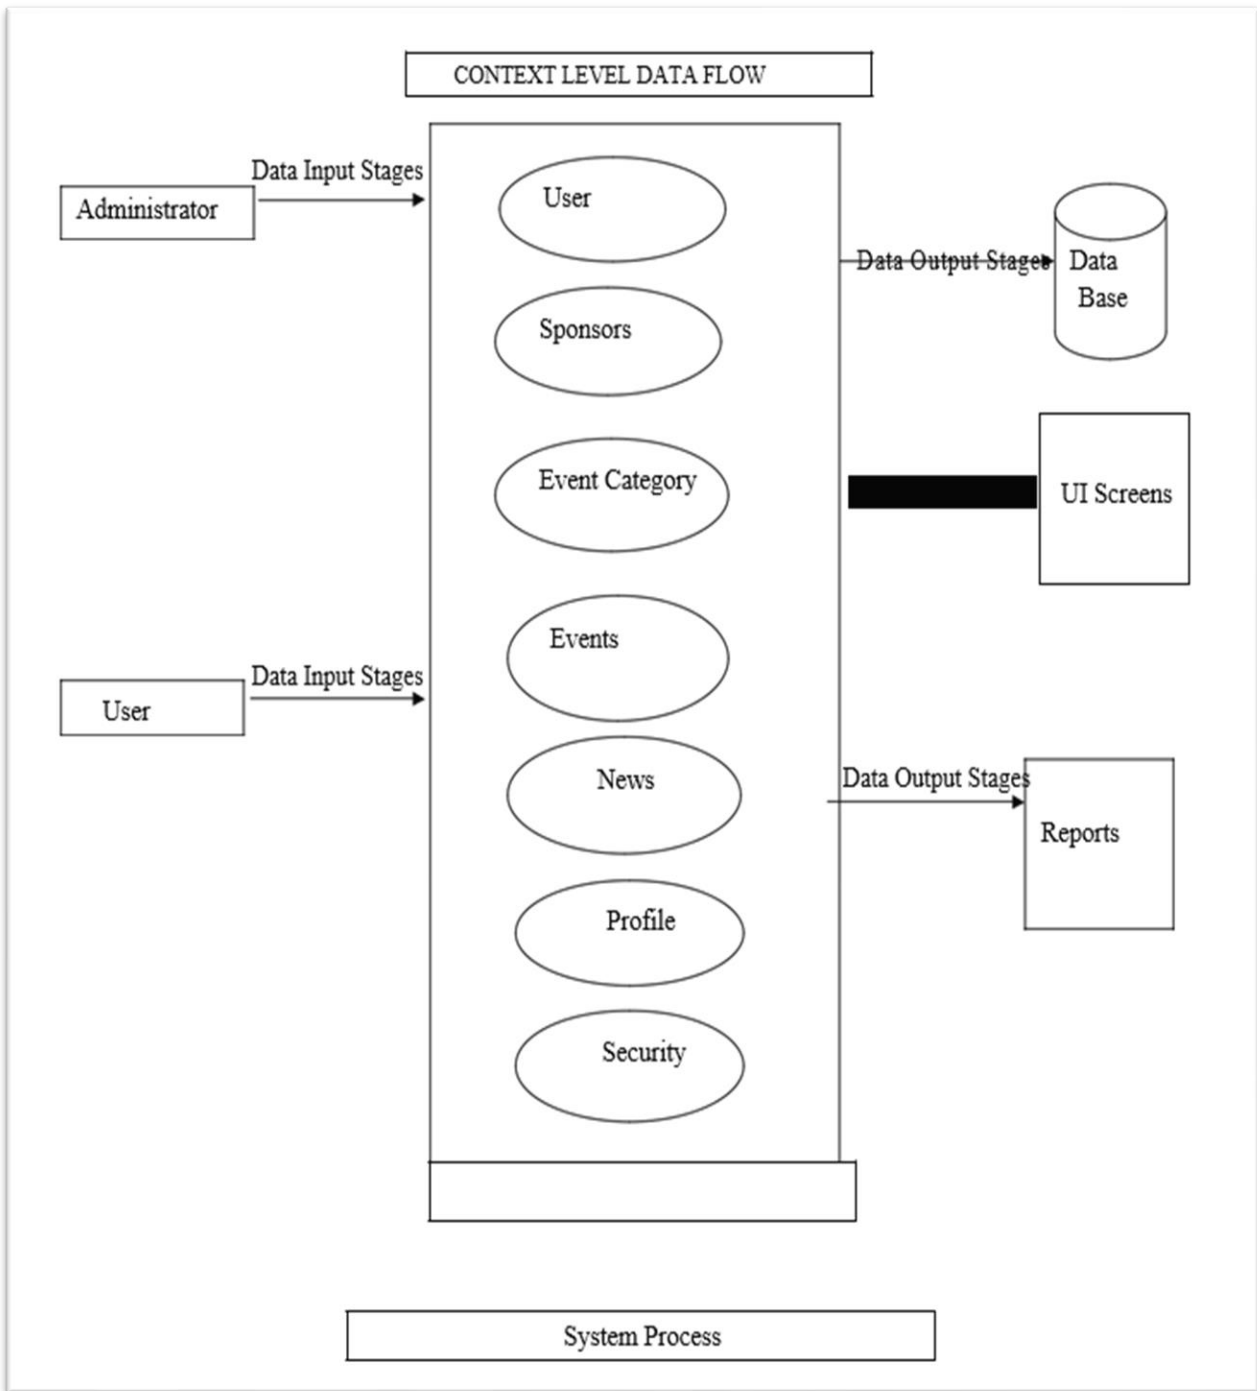 CONTEXT LEVEL DATA FLOW
Data Input Stages
Administrator
User
Data Output Stages
Data
Base
Sponsors
Event Category
UI Screens
Events
Data Input Stages
User
News
Data Output Stages
Reports
Profile
Security
System Process